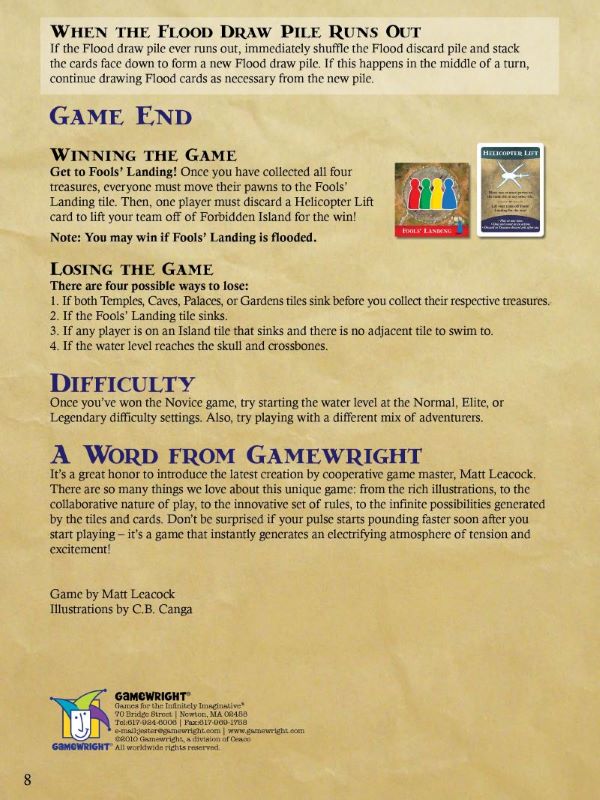 When the Flood Draw Pile Runs Out
If the Flood draw pile ever runs out, immediately shuffle the Flood discard pile and stack
the cards face down to form a new Flood draw pile. If this happens in the middle of a turn,
continue drawing Flood cards as necessary from the new pile.
Game End
Winning the Game
Get to Fools' Landing! Once you have collected all four
treasures, everyone must move their pawns to the Fools'
Landing tile. Then, one player must discard a Helicopter Lift
card to lift your team off of Forbidden Island for the win!
Note: You may win if Fools' Landing is flooded.
Fools' Landing
Helicopter Lift
Losing the Game
There are four possible ways to lose:
1. If both Temples, Caves, Palaces, or Gardens tiles sink before you collect their respective treasures.
2. If the Fools' Landing tile sinks.
3. If any player is on an Island tile that sinks and there is no adjacent tile to swim to.
4. If the water level reaches the skull and crossbones.
Difficulty
Once you've won the Novice game, try starting the water level at the Normal, Elite, or
Legendary difficulty settings. Also, try playing with a different mix of adventurers.
A Word from Gamewright
It's a great honor to introduce the latest creation by cooperative game master, Matt Leacock.
There are so many things we love about this unique game: from the rich illustrations, to the
collaborative nature of play, to the innovative set of rules, to the infinite possibilities generated
by the tiles and cards. Don't be surprised if your pulse starts pounding faster soon after you
start playing – it's a game that instantly generates an electrifying atmosphere of tension and
excitement!
Game by Matt Leacock
Illustrations by C.B. Canga
GAMEWRIGHT®
Games for the Infinitely Imaginative®
70 Bridge Street | Newton, MA 02458
Tel:617-924-6006 | Fax:617-969-1758
e-mail:jester@gamewright.com | www.gamewright.com
©2010 Gamewright, a division of Ceaco
All worldwide rights reserved.
GAMEWRIGHT®
8